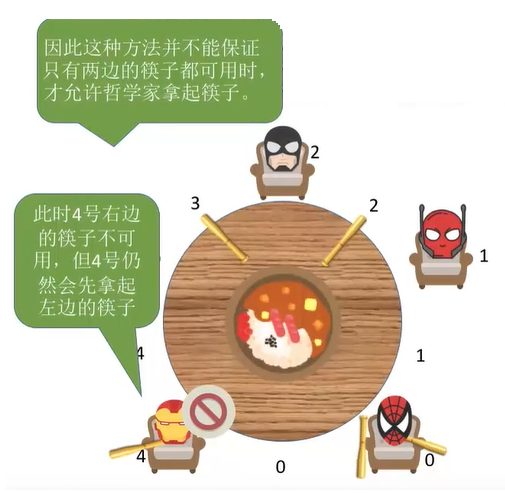 因此这种方法并不能保证
只有两边的筷子都可用时，
才允许哲学家拿起筷子。
2
3
2
此时4号右边
的筷子不可
用，但4号仍
然会先拿起
左边的筷子
1
4
1
4
0
0